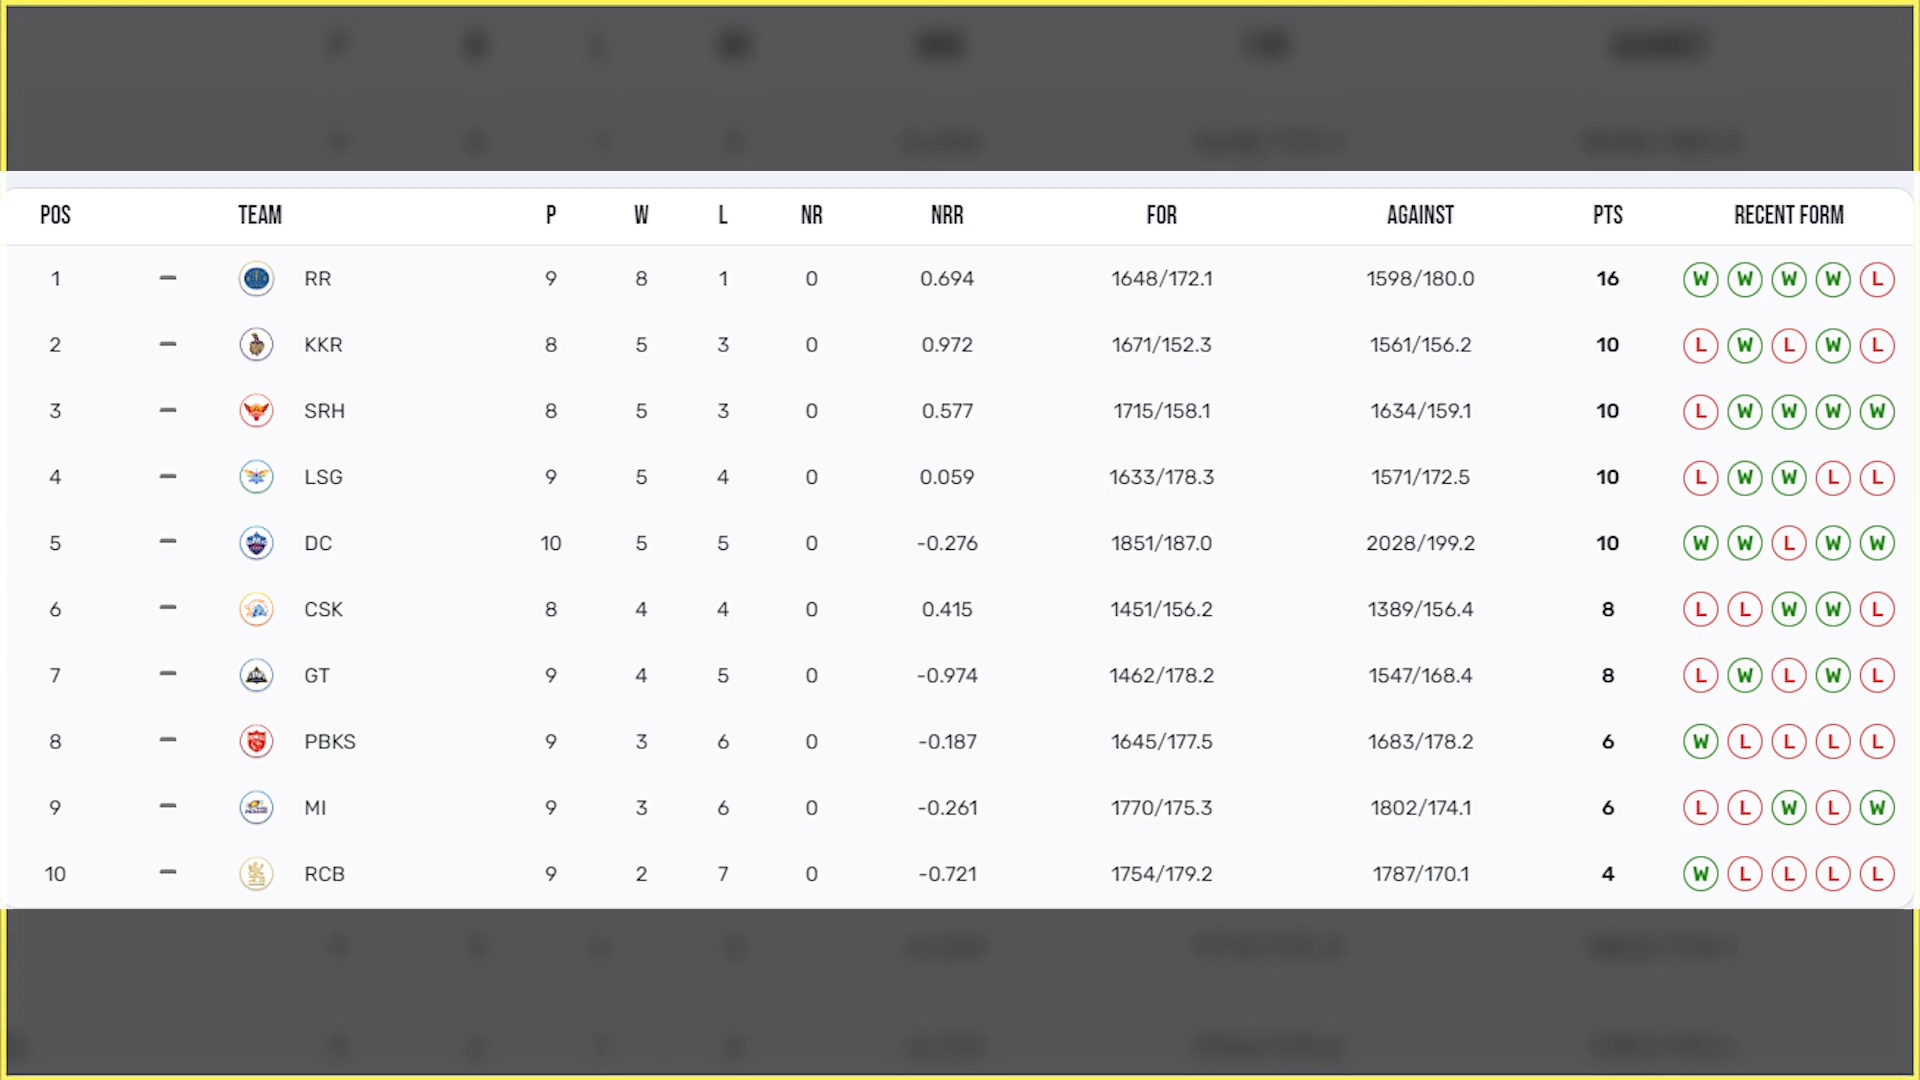 POS TEAM P W L NR NRR FOR AGAINST PTS RECENT FORM
1 — RR 9 8 1 0 0.694 1648/172.1 1598/180.0 16 W W W W L
2 — KKR 8 5 3 0 0.972 1671/152.3 1561/156.2 10 L W L W L
3 — SRH 8 5 3 0 0.577 1715/158.1 1634/159.1 10 L W W W W
4 — LSG 9 5 4 0 0.059 1633/178.3 1571/172.5 10 L W W L L
5 — DC 10 5 5 0 -0.276 1851/187.0 2028/199.2 10 W W L W W
6 — CSK 8 4 4 0 0.415 1451/156.2 1389/156.4 8 L L W W L
7 — GT 9 4 5 0 -0.974 1462/178.2 1547/168.4 8 L W L W L
8 — PBKS 9 3 6 0 -0.187 1645/177.5 1683/178.2 6 W L L L L
9 — MI 9 3 6 0 -0.261 1770/175.3 1802/174.1 6 L L W L W
10 — RCB 9 2 7 0 -0.721 1754/179.2 1787/170.1 4 W L L L L